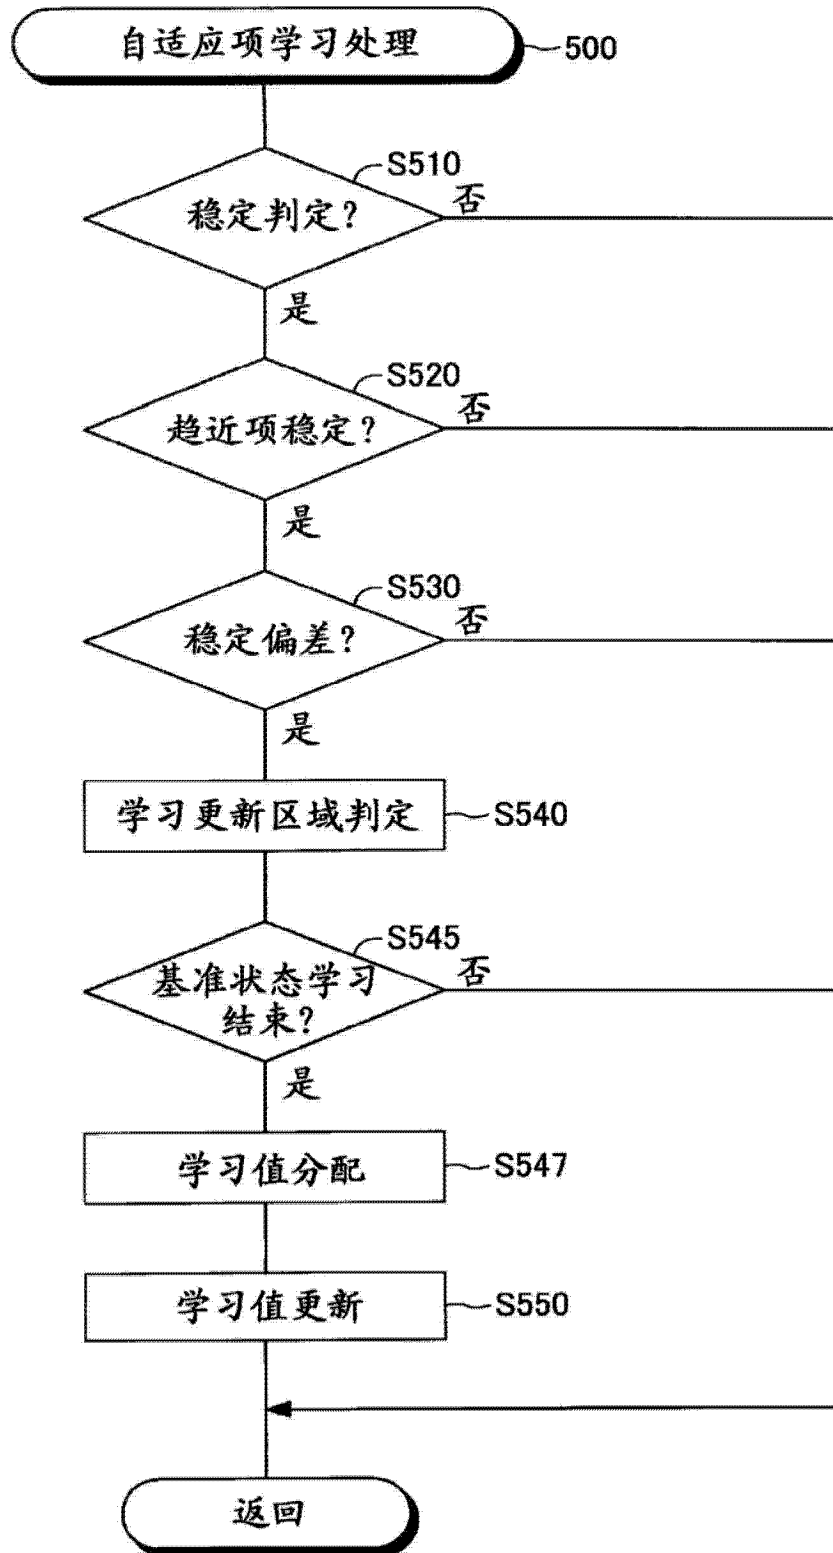 自适应项学习处理
500
S510
稳定判定?
否
是
S520
趋近项稳定?
否
是
S530
稳定偏差?
否
是
学习更新区域判定
S540
S545
基准状态学习
结束?
否
是
学习值分配
S547
学习值更新
S550
返回